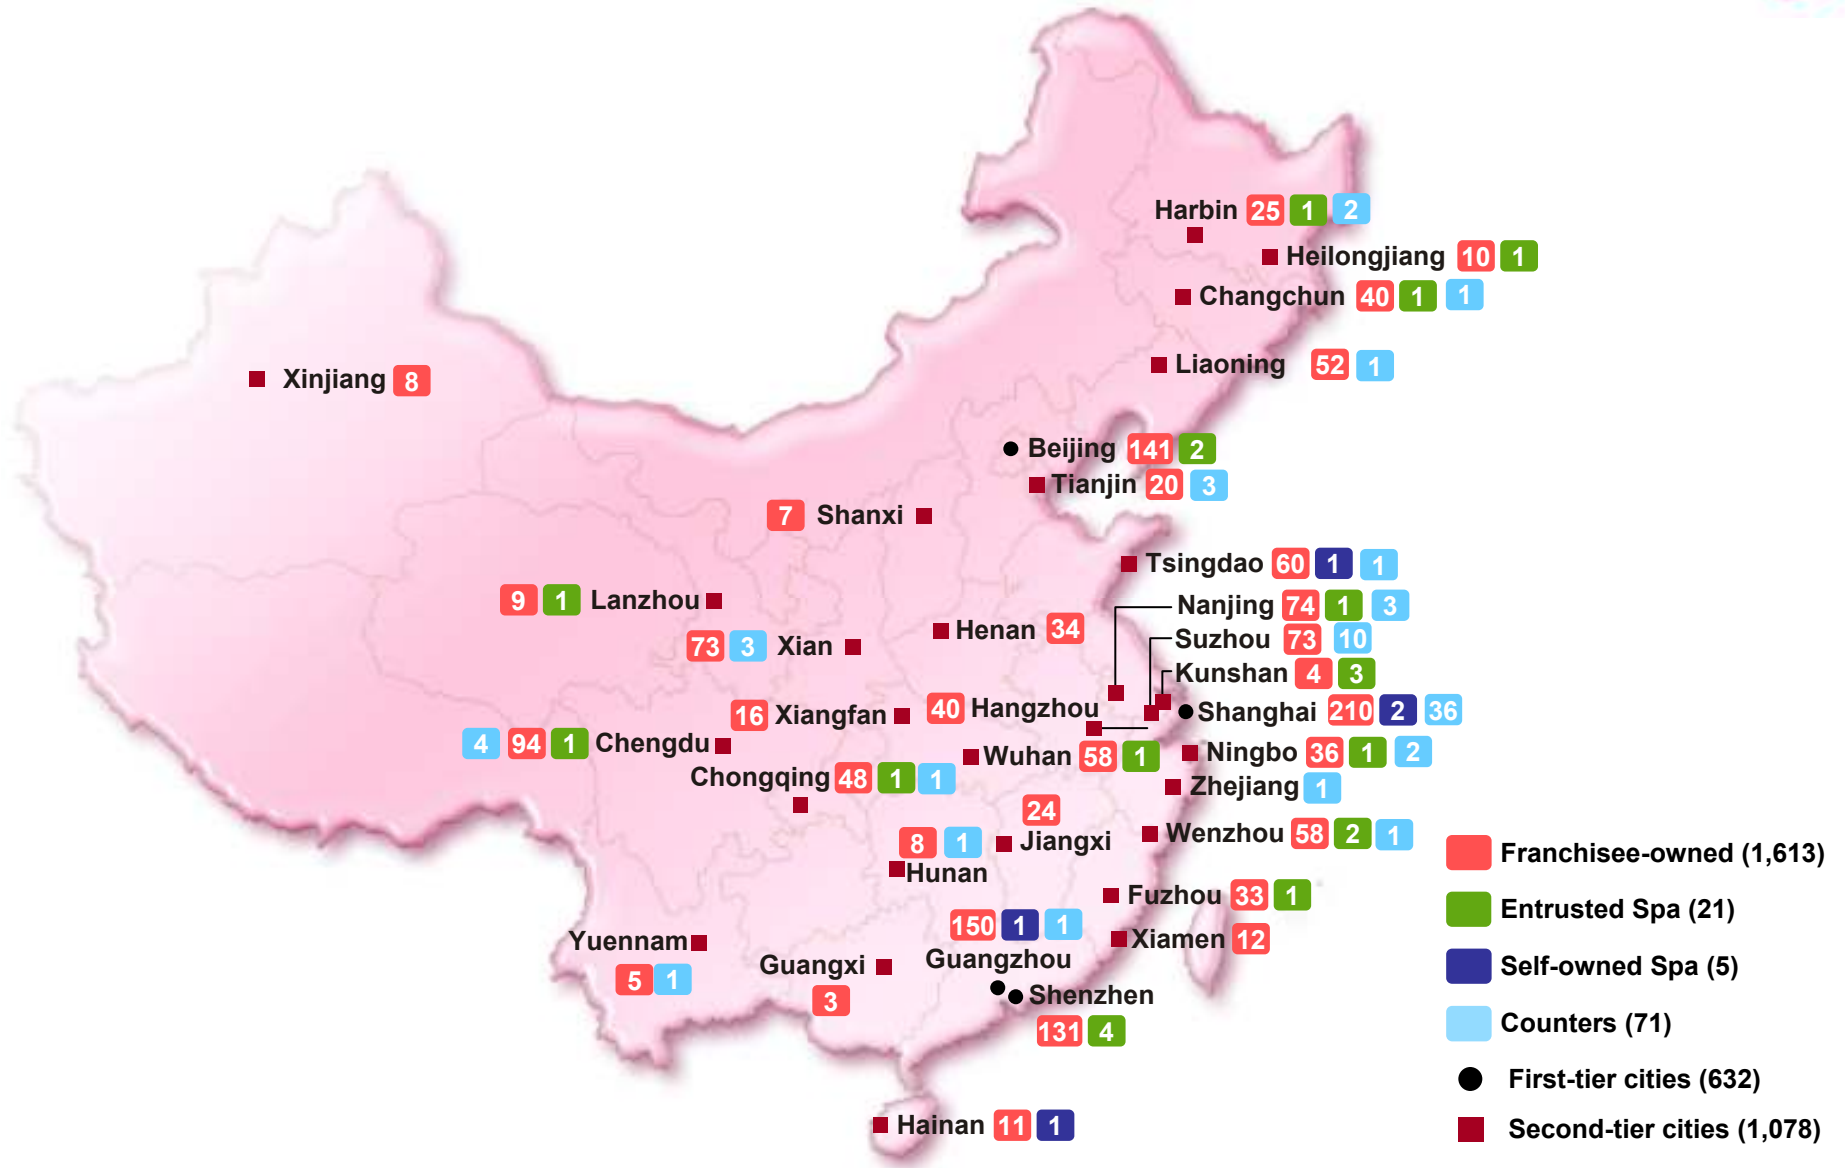 Harbin 25 1 2
Heilongjiang 10 1
Changchun 40 1 1
Liaoning 52 1
Xinjiang 8
Beijing 141 2
Tianjin 20 3
7 Shanxi
Tsingdao 60 1 1
9 1 Lanzhou
Nanjing 74 1 3
Henan 34
Suzhou 73 10
73 3 Xian
Kunshan 4 3
40 Hangzhou
Shanghai 210 2 36
16 Xiangfan
4 94 1 Chengdu
Wuhan 58 1
Ningbo 36 1 2
Chongqing 48 1 1
Zhejiang 1
24
Jiangxi
Wenzhou 58 2 1
8 1
Hunan
Fuzhou 33 1
150 1 1
Guangzhou
Xiamen 12
Yuennam
5 1
Guangxi
3
Shenzhen
131 4
Hainan 11 1
Franchisee-owned (1,613)
Entrusted Spa (21)
Self-owned Spa (5)
Counters (71)
First-tier cities (632)
Second-tier cities (1,078)